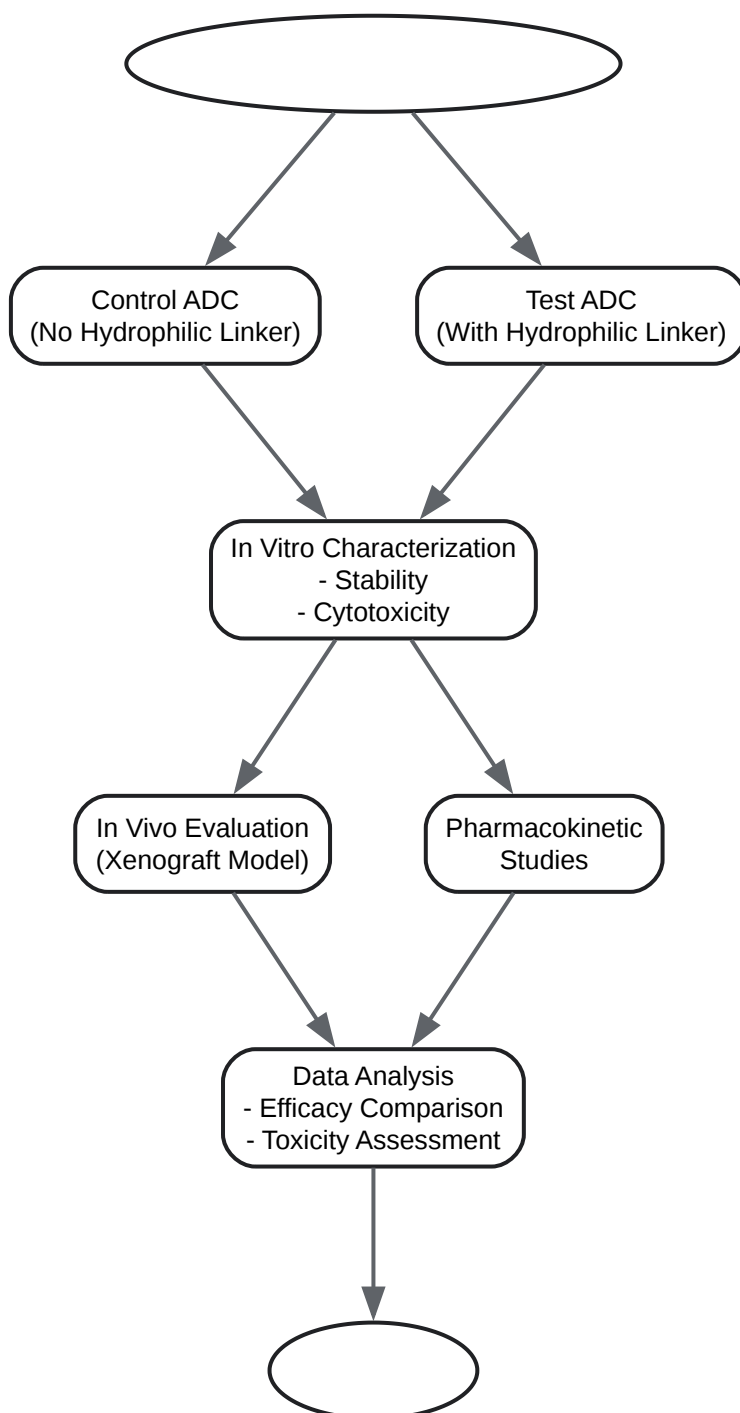 Control ADC
(No Hydrophilic Linker)
Test ADC
(With Hydrophilic Linker)
In Vitro Characterization
- Stability
- Cytotoxicity
In Vivo Evaluation
(Xenograft Model)
Pharmacokinetic
Studies
Data Analysis
- Efficacy Comparison
- Toxicity Assessment